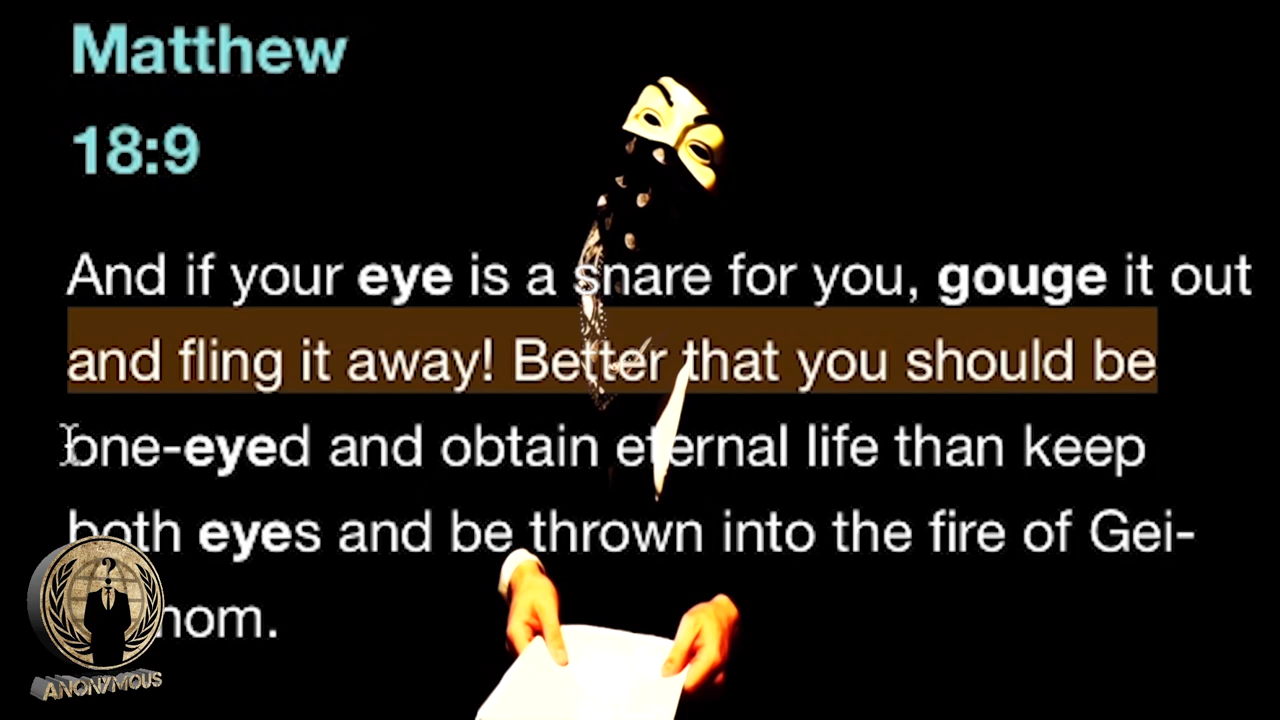 Matthew
18:9
And if your eye is a snare for you, gouge it out
and fling it away! Better that you should be
one-eyed and obtain eternal life than keep
both eyes and be thrown into the fire of Gei-
nom.
?
ANONYMOUS